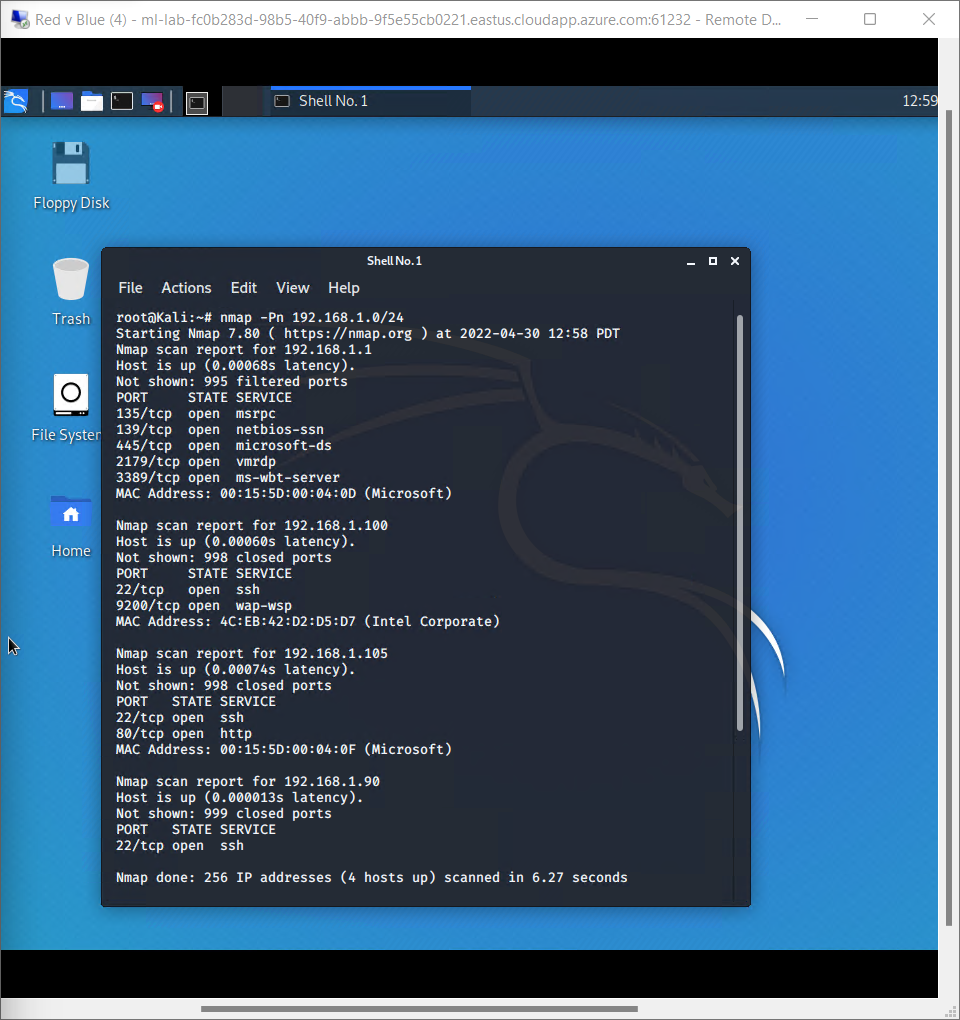 Red v Blue (4) - ml-lab-fc0b283d-98b5-40f9-abbb-9f5e55cb0221.eastus.cloudapp.azure.com:61232 - Remote D...
Shell No. 1
12:59
Floppy Disk
Trash
File System
Home
Shell No. 1
File Actions Edit View Help
root@Kali:~# nmap -Pn 192.168.1.0/24
Starting Nmap 7.80 ( https://nmap.org ) at 2022-04-30 12:58 PDT
Nmap scan report for 192.168.1.1
Host is up (0.00068s latency).
Not shown: 995 filtered ports
PORT     STATE SERVICE
135/tcp  open  msrpc
139/tcp  open  netbios-ssn
445/tcp  open  microsoft-ds
2179/tcp open  vmrdp
3389/tcp open  ms-wbt-server
MAC Address: 00:15:5D:00:04:0D (Microsoft)
Nmap scan report for 192.168.1.100
Host is up (0.00060s latency).
Not shown: 998 closed ports
PORT     STATE SERVICE
22/tcp   open  ssh
9200/tcp open  wap-wsp
MAC Address: 4C:EB:42:D2:D5:D7 (Intel Corporate)
Nmap scan report for 192.168.1.105
Host is up (0.00074s latency).
Not shown: 998 closed ports
PORT   STATE SERVICE
22/tcp open  ssh
80/tcp open  http
MAC Address: 00:15:5D:00:04:0F (Microsoft)
Nmap scan report for 192.168.1.90
Host is up (0.000013s latency).
Not shown: 999 closed ports
PORT   STATE SERVICE
22/tcp open  ssh
Nmap done: 256 IP addresses (4 hosts up) scanned in 6.27 seconds